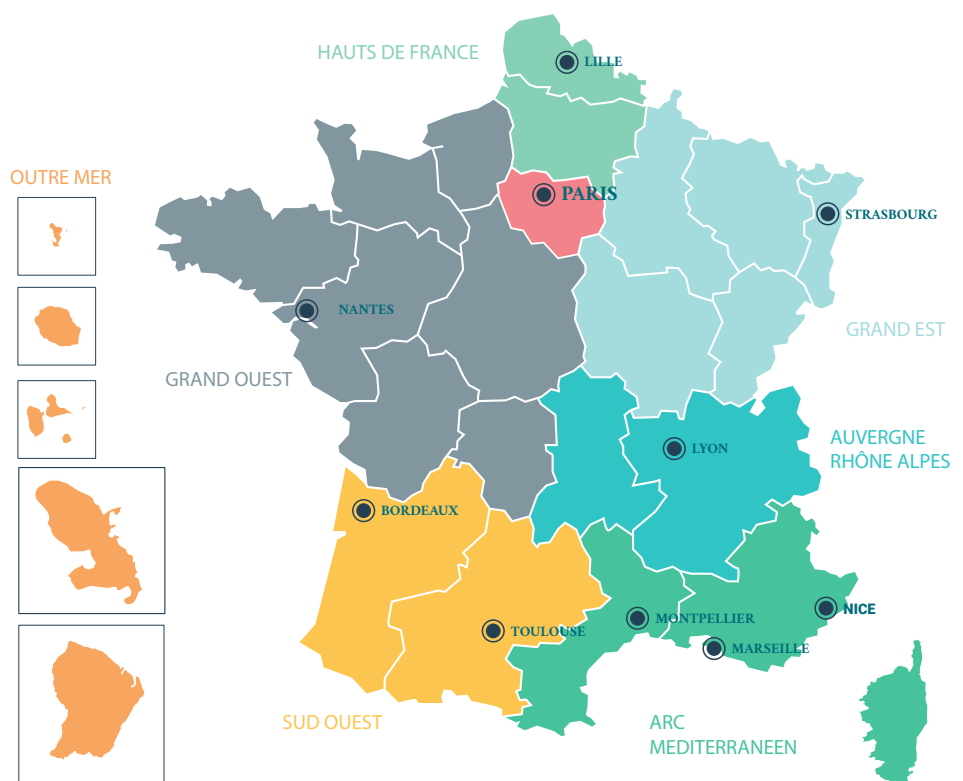 HAUTS DE FRANCE
LILLE
OUTRE MER
PARIS
STRASBOURG
NANTES
GRAND EST
GRAND OUEST
AUVERGNE
RHÔNE ALPES
LYON
BORDEAUX
NICE
MONTPELLIER
TOULOUSE
MARSEILLE
SUD OUEST
ARC
MEDITERRANEEN